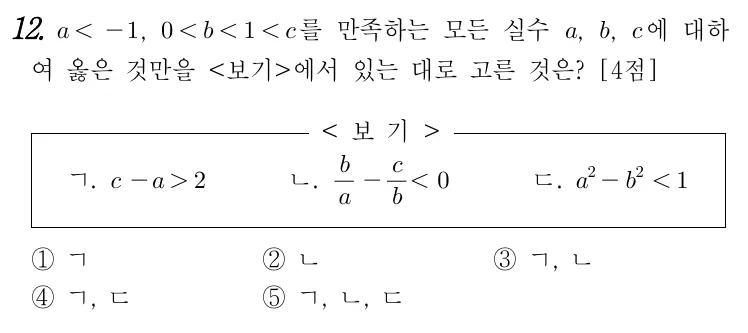 12. a < −1, 0 < b < 1 < c를 만족하는 모든 실수 a, b, c에 대하
여 옳은 것만을 <보기>에서 있는 대로 고른 것은? [4점]
< 보 기 >
ㄱ. c − a > 2 ㄴ. b/a − c/b < 0 ㄷ. a² − b² < 1
① ㄱ ② ㄴ ③ ㄱ, ㄴ
④ ㄱ, ㄷ ⑤ ㄱ, ㄴ, ㄷ